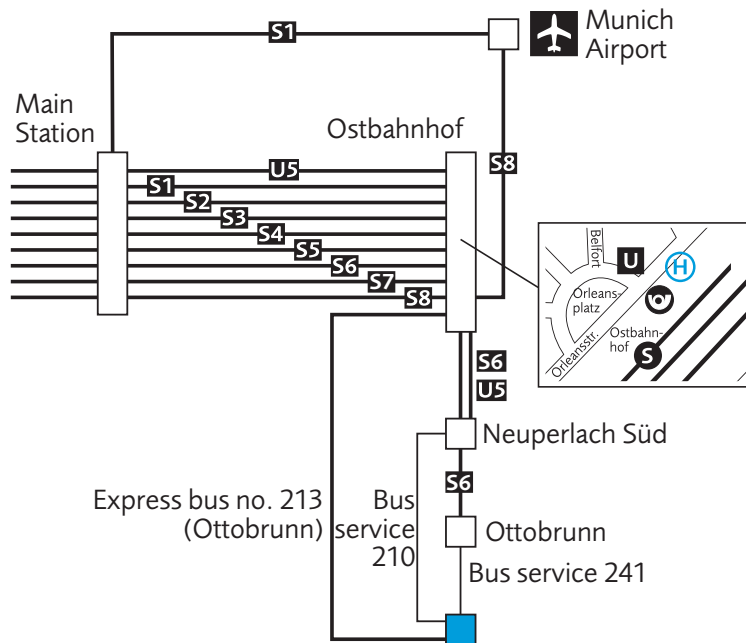 S1
Munich
Airport
Main
Station
Ostbahnhof
S8
U5
S1
S2
S3
S4
S5
S6
S7
S8
Belfort
U
H
Orleans-
platz
Ostbahn-
hof
S
Orleansstr.
S6
U5
Neuperlach Süd
S6
Express bus no. 213
(Ottobrunn)
Bus
service
210
Ottobrunn
Bus service 241